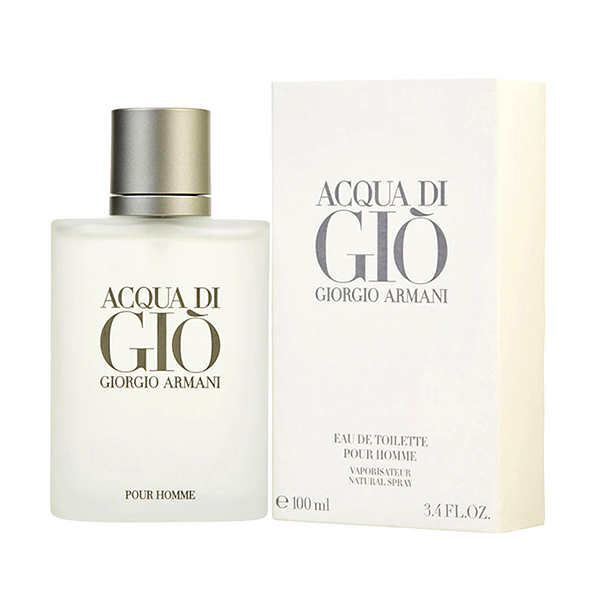 ACQUA DI
GIÒ
GIORGIO ARMANI
POUR HOMME
ACQUA DI
GIÒ
GIORGIO ARMANI
EAU DE TOILETTE
POUR HOMME
VAPORISATEUR
NATURAL SPRAY
℮ 100 ml 3.4 FL.OZ.